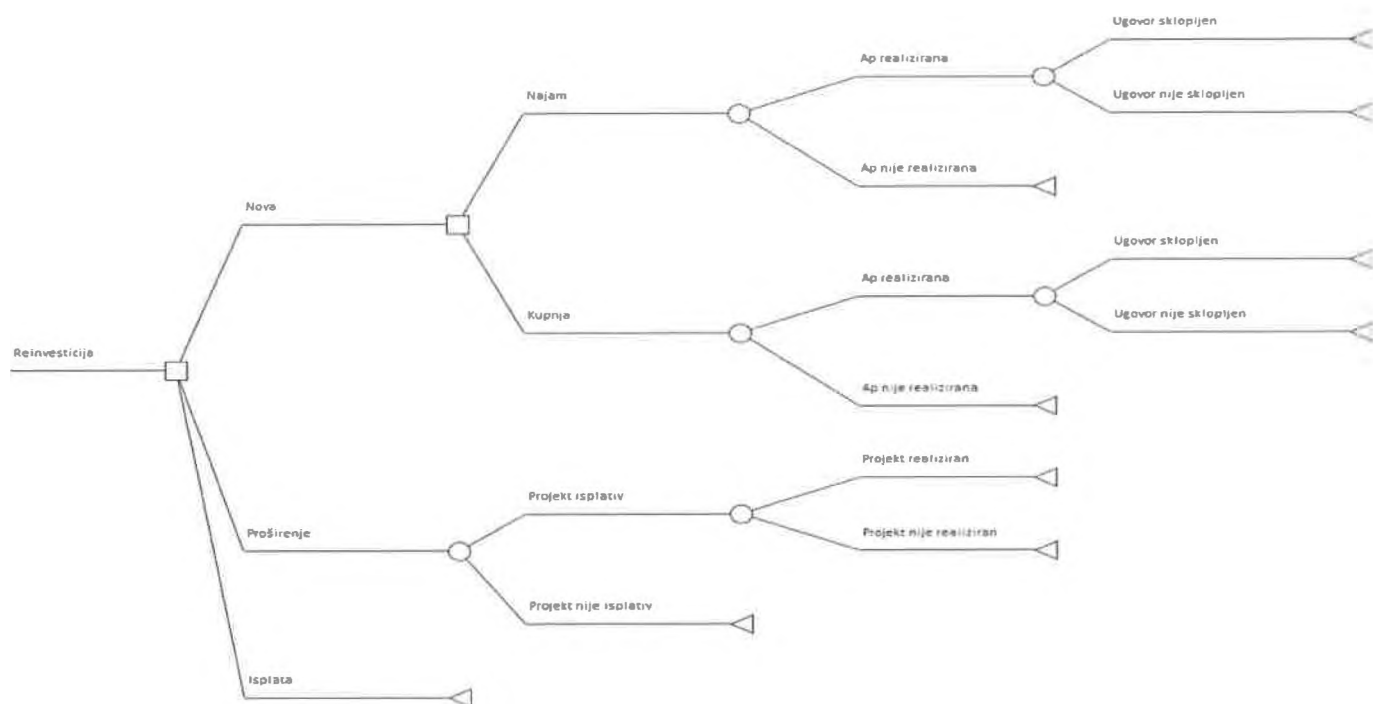 Ugovor sklopljen
Ap realizirana
Ugovor nije sklopljen
Najam
Ap nije realizirana
Nova
Ugovor sklopljen
Ap realizirana
Kupnja
Ugovor nije sklopljen
Reinvesticija
Ap nije realizirana
Projekt realiziran
Projekt isplativ
Proširenje
Projekt nije realiziran
Projekt nije isplativ
Isplata